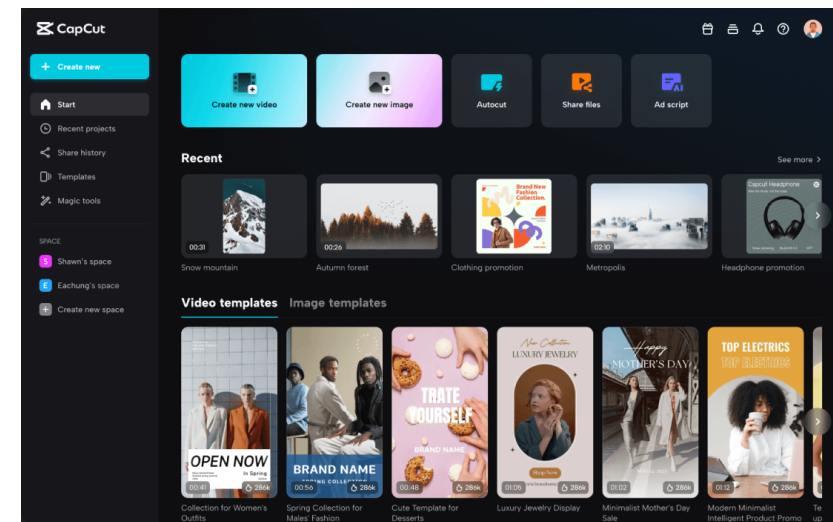 CapCut
Create new
Start
Recent projects
Share history
Templates
Magic tools
SPACE
S Shawn's space
E Eachung's space
Create new space
Create new video
Create new image
Autocut
Share files
AI
Ad script
Recent
See more
00:31
Snow mountain
00:26
Autumn forest
Brand New
Fashion
Collection.
Clothing promotion
02:10
Metropolis
Capcut Headphone
Headphone promotion
Video templates
Image templates
OPEN NOW
In Spring
00:41
286k
Collection for Women's
Outfits
BRAND NAME
SPRING COLLECTION
00:56
286k
Spring Collection for
Males' Fashion
TRATE
YOURSELF
BRAND NAME
00:48
286k
Cute Template for
Desserts
New Collection
LUXURY JEWELRY
Shop Now
01:05
286k
Luxury Jewelry Display
Happy
MOTHER'S DAY
01:02
286k
Minimalist Mother's Day
Sale
TOP ELECTRICS
TOP ELECTRICS
01:12
286k
Modern Minimalist
Intelligent Product Promo
Te
up